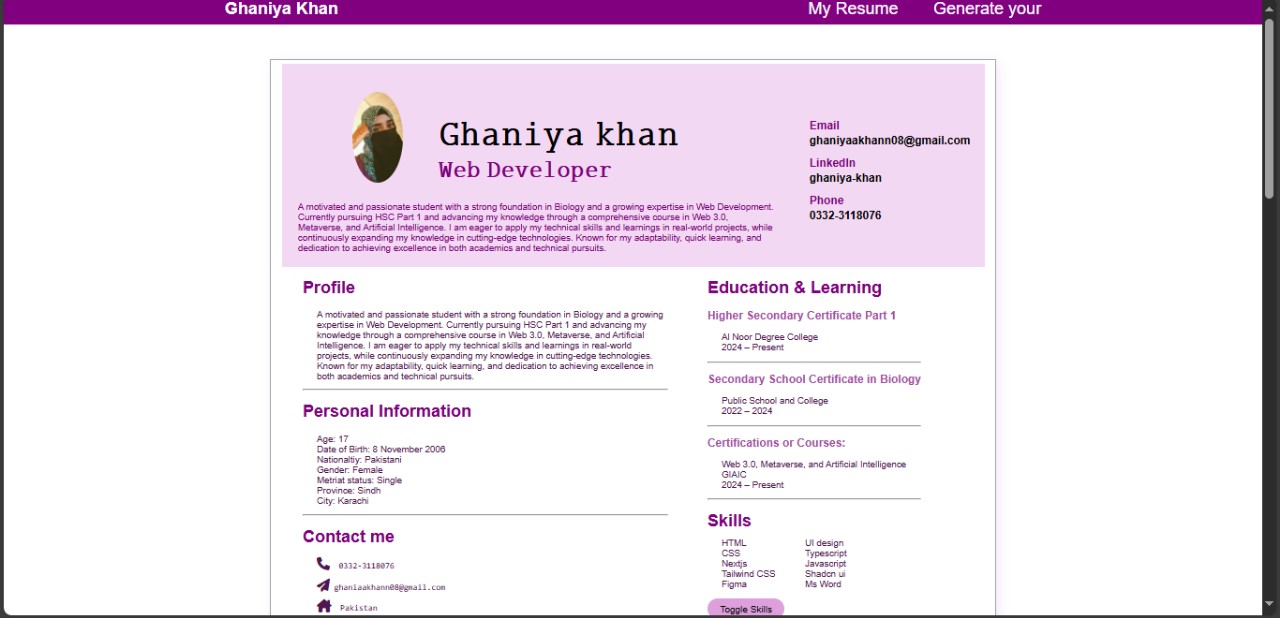 Ghaniya Khan
My Resume
Generate your
Ghaniya khan
Web Developer
A motivated and passionate student with a strong foundation in Biology and a growing expertise in Web Development.
Currently pursuing HSC Part 1 and advancing my knowledge through a comprehensive course in Web 3.0,
Metaverse, and Artificial Intelligence. I am eager to apply my technical skills and learnings in real-world projects, while
continuously expanding my knowledge in cutting-edge technologies. Known for my adaptability, quick learning, and
dedication to achieving excellence in both academics and technical pursuits.
Email
ghaniyaakhann08@gmail.com
LinkedIn
ghaniya-khan
Phone
0332-3118076
Profile
A motivated and passionate student with a strong foundation in Biology and a growing
expertise in Web Development. Currently pursuing HSC Part 1 and advancing my
knowledge through a comprehensive course in Web 3.0, Metaverse, and Artificial
Intelligence. I am eager to apply my technical skills and learnings in real-world
projects, while continuously expanding my knowledge in cutting-edge technologies.
Known for my adaptability, quick learning, and dedication to achieving excellence in
both academics and technical pursuits.
Personal Information
Age: 17
Date of Birth: 8 November 2006
Nationaltiy: Pakistani
Gender: Female
Metriat status: Single
Province: Sindh
City: Karachi
Contact me
0332-3118076
ghaniaakhann08@gmail.com
Pakistan
Education & Learning
Higher Secondary Certificate Part 1
Al Noor Degree College
2024 – Present
Secondary School Certificate in Biology
Public School and College
2022 – 2024
Certifications or Courses:
Web 3.0, Metaverse, and Artificial Intelligence
GIAIC
2024 – Present
Skills
HTML
CSS
Nextjs
Tailwind CSS
Figma
UI design
Typescript
Javascript
Shadcn ui
Ms Word
Toggle Skills